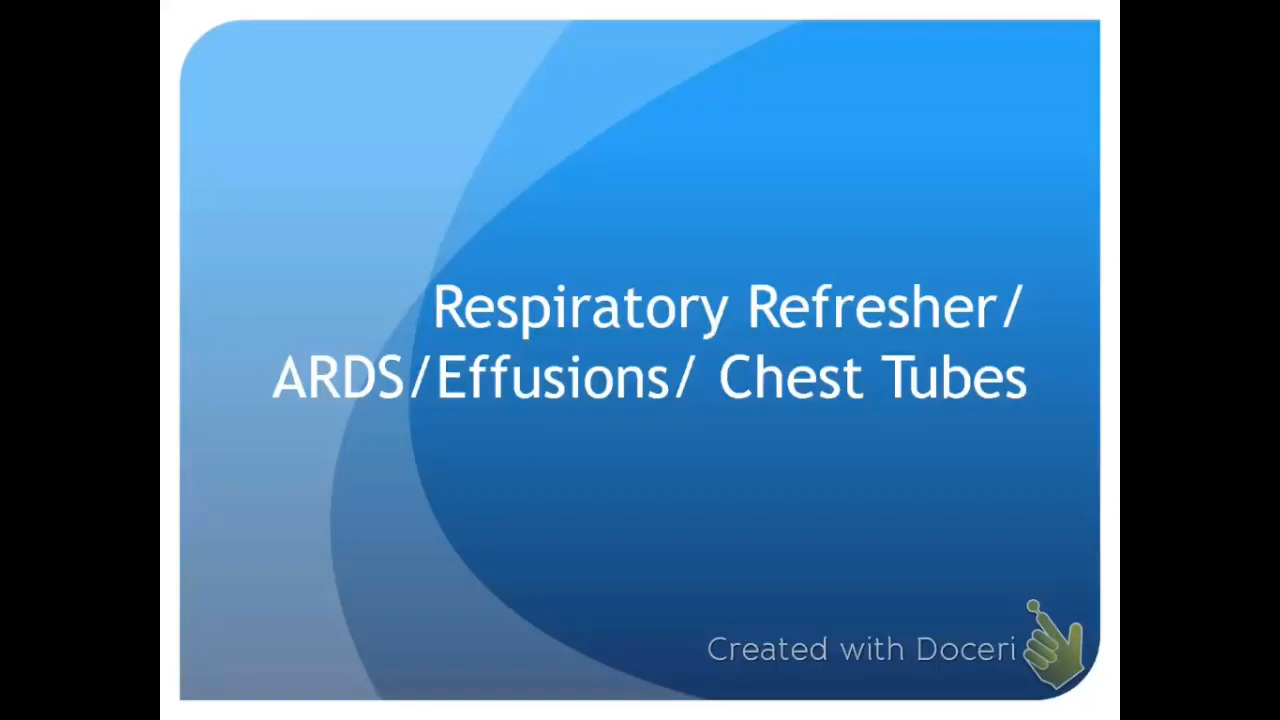 Respiratory Refresher/
ARDS/Effusions/ Chest Tubes
Created with Doceri